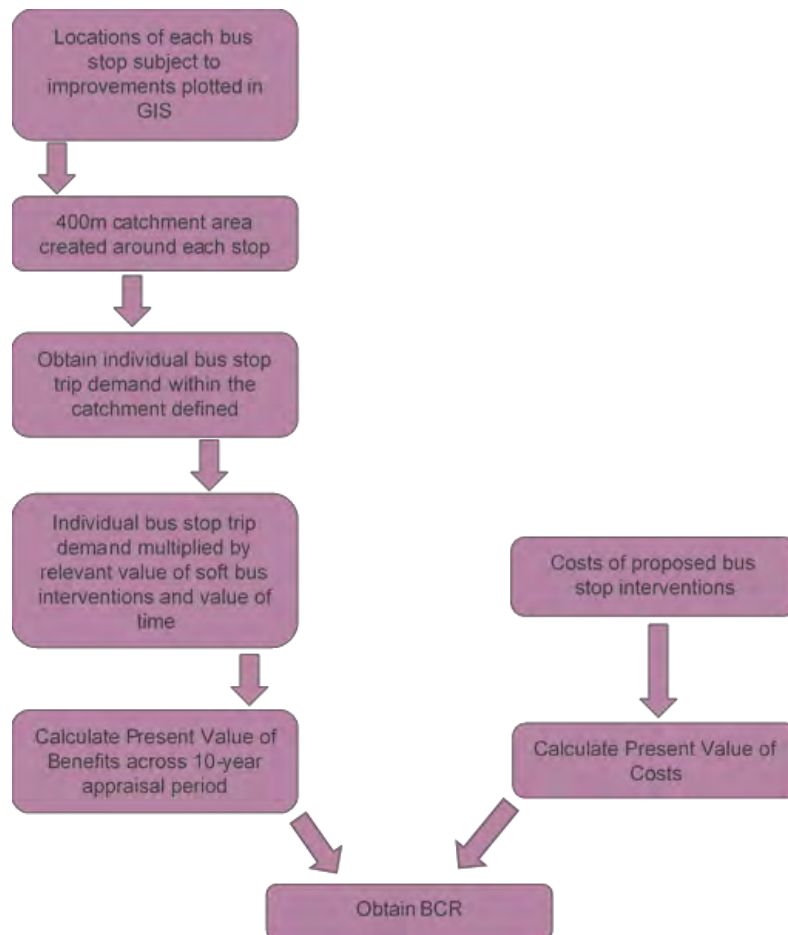 Locations of each bus
stop subject to
improvements plotted in
GIS
400m catchment area
created around each stop
Obtain individual bus stop
trip demand within the
catchment defined
Individual bus stop trip
demand multiplied by
relevant value of soft bus
interventions and value of
time
Calculate Present Value of
Benefits across 10-year
appraisal period
Costs of proposed bus
stop interventions
Calculate Present Value of
Costs
Obtain BCR